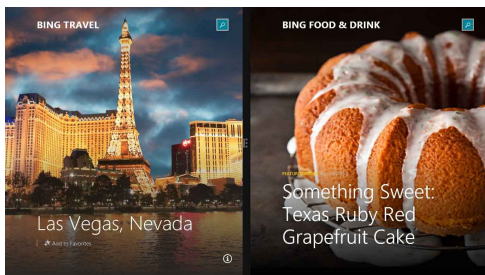 BING TRAVEL
Las Vegas, Nevada
Add to Favorites
BING FOOD & DRINK
Something Sweet:
Texas Ruby Red
Grapefruit Cake